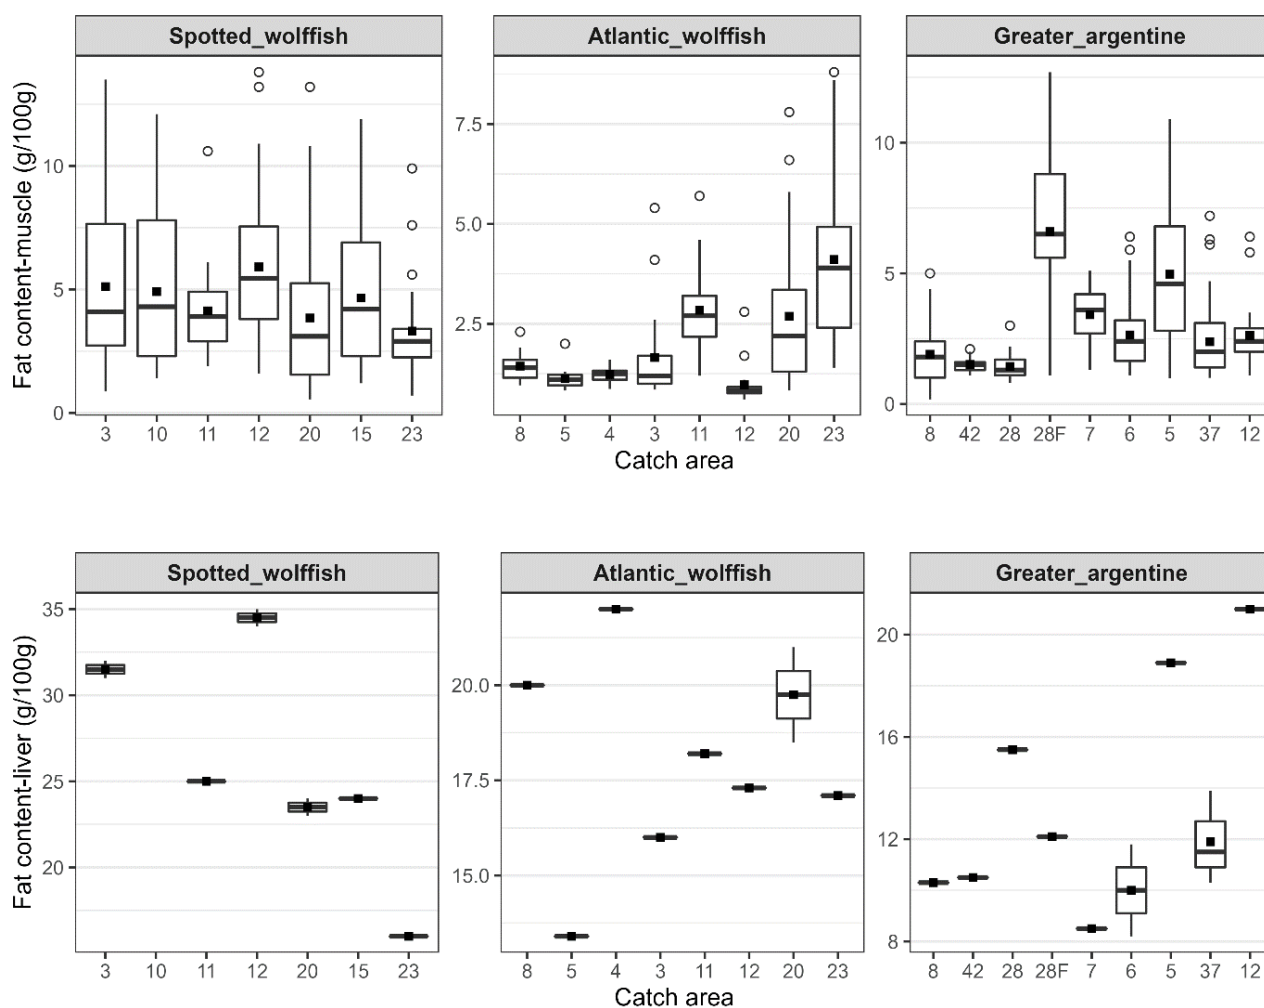 Spotted_wolffish Atlantic_wolffish Greater_argentine
Fat content-muscle (g/100g)
10
5
0
7.5
5.0
2.5
10
5
0
3 10 11 12 20 15 23
8 5 4 3 11 12 20 23
8 42 28 28F 7 6 5 37 12
Catch area
Spotted_wolffish Atlantic_wolffish Greater_argentine
Fat content-liver (g/100g)
35
30
25
20
20.0
17.5
15.0
20
16
12
8
3 10 11 12 20 15 23
8 5 4 3 11 12 20 23
8 42 28 28F 7 6 5 37 12
Catch area